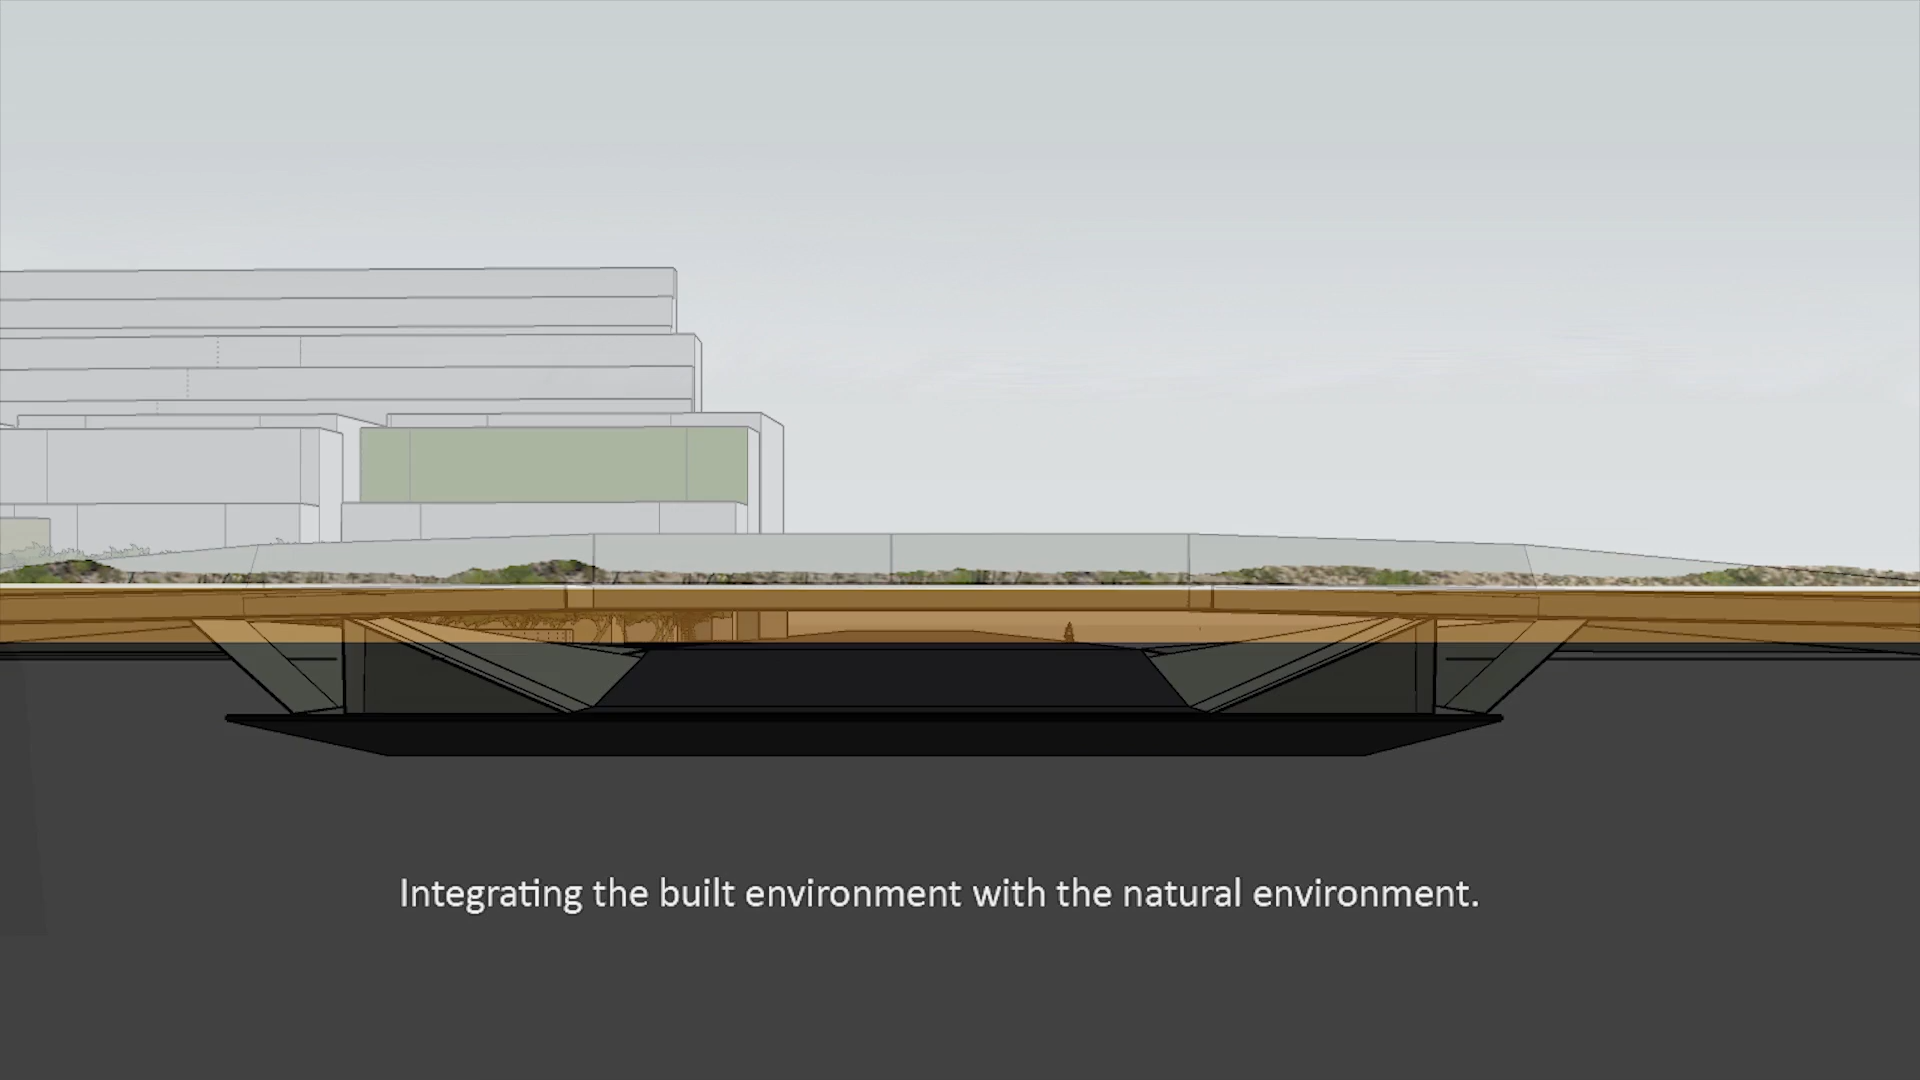 Integrating the built environment with the natural environment.